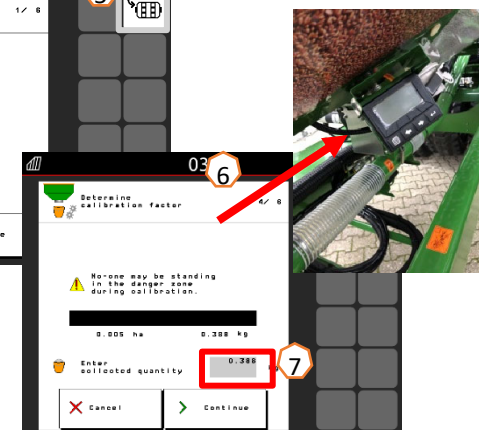 1/ 6
5
03
6
Determine
calibration factor
4/ 6
No-one may be standing
in the danger zone
during calibration.
0.005 ha
0.388 kg
Enter
collected quantity
0.388
7
Cancel
Continue